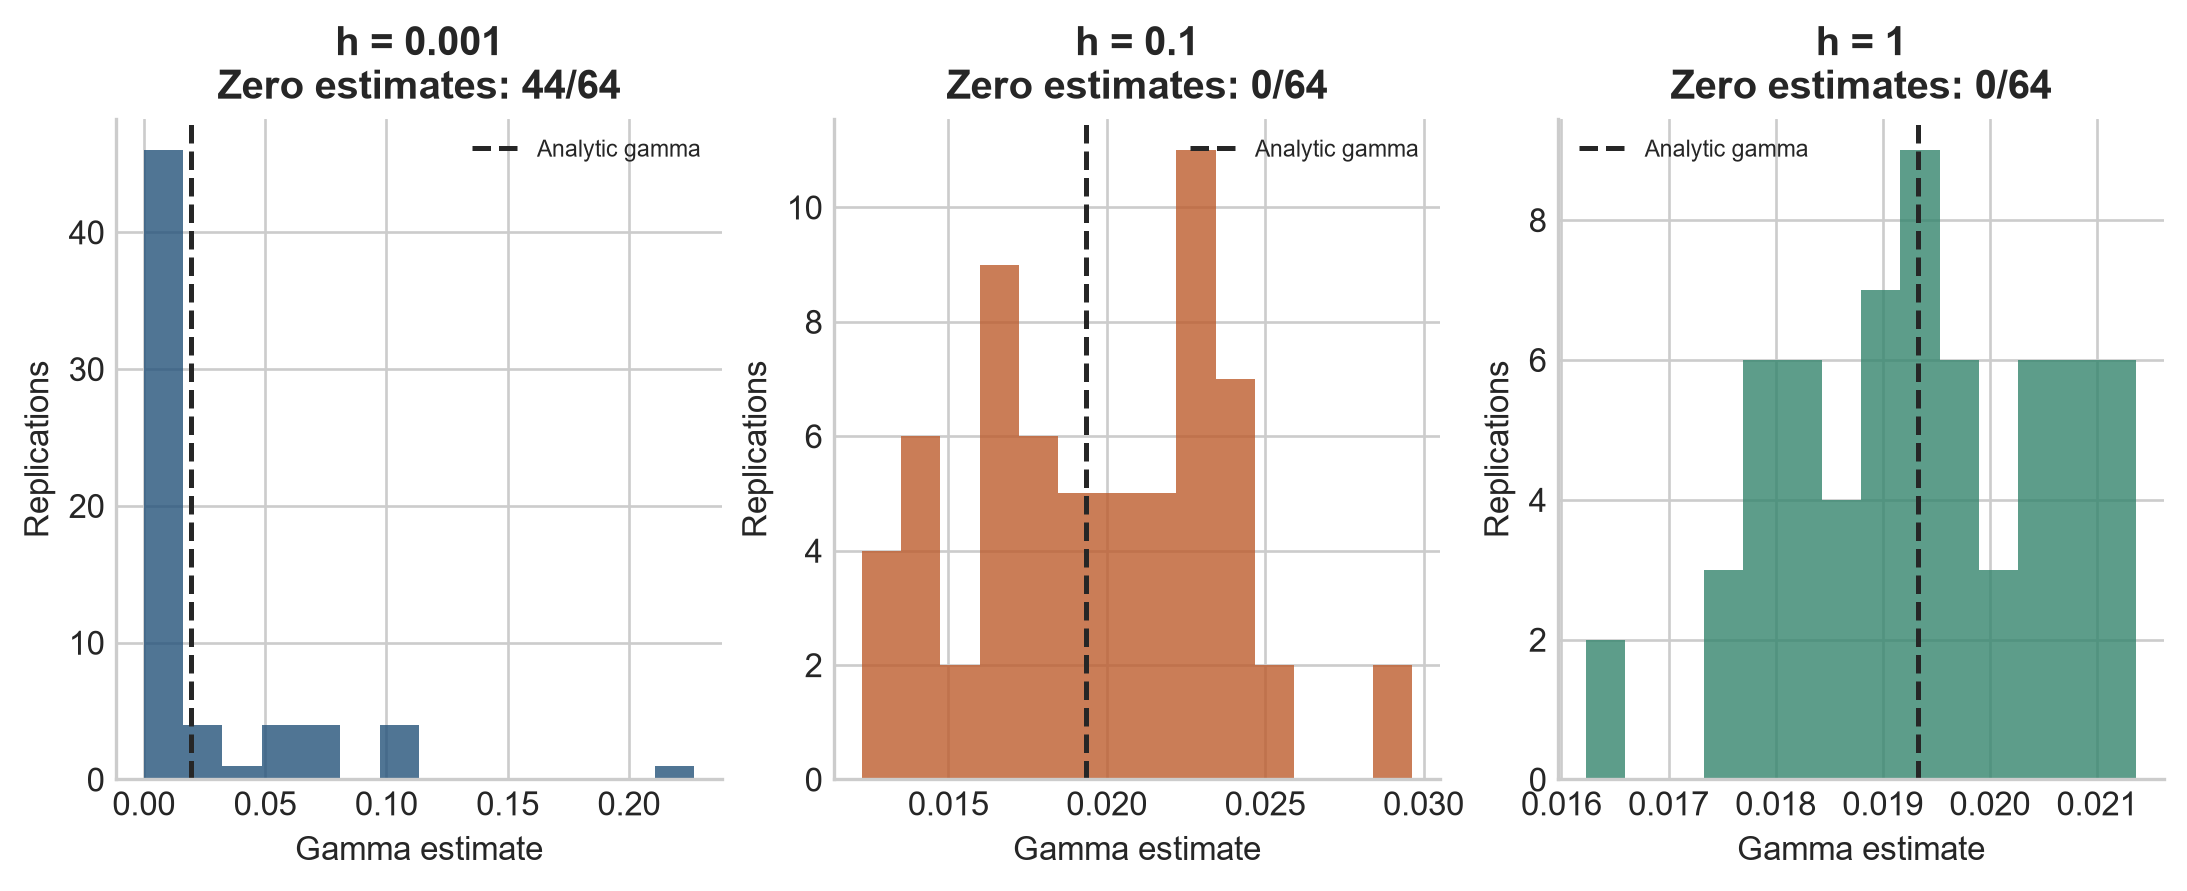 h = 0.001
Zero estimates: 44/64
Analytic gamma
Replications
40
30
20
10
0
0.00 0.05 0.10 0.15 0.20
Gamma estimate
h = 0.1
Zero estimates: 0/64
Analytic gamma
Replications
10
8
6
4
2
0
0.015 0.020 0.025 0.030
Gamma estimate
h = 1
Zero estimates: 0/64
Analytic gamma
Replications
8
6
4
2
0
0.016 0.017 0.018 0.019 0.020 0.021
Gamma estimate